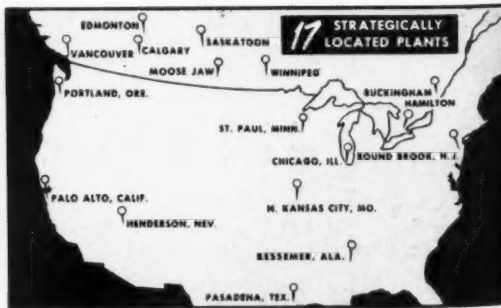 17 STRATEGICALLY
LOCATED PLANTS
EDMONTON
SASKATOON
VANCOUVER
CALGARY
MOOSE JAW
WINNIPEG
BUCKINGHAM
HAMILTON
PORTLAND, ORE.
ST. PAUL, MINN.
CHICAGO, ILL.
BOUND BROOK, N.J.
PALO ALTO, CALIF.
N. KANSAS CITY, MO.
HENDERSON, NEV.
BESSEMER, ALA.
PASADENA, TEX.